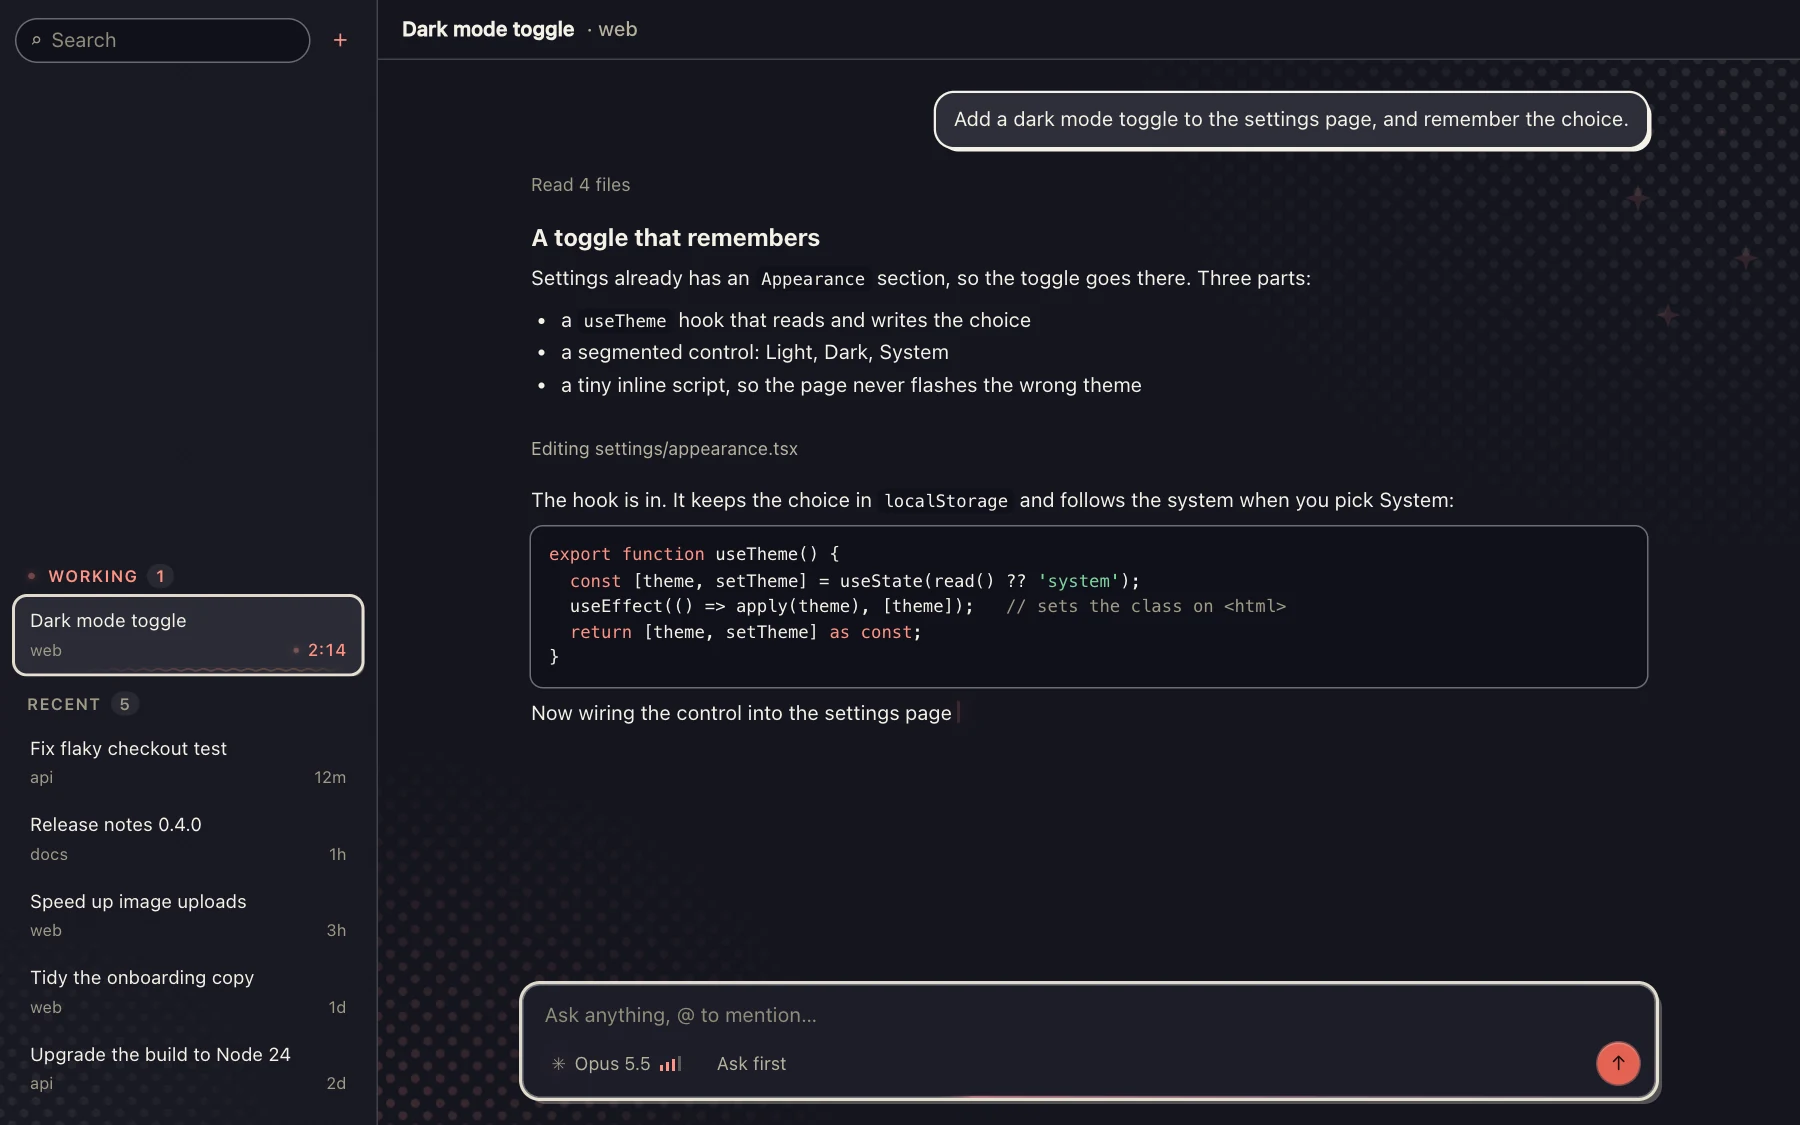 Search
+
WORKING 1
Dark mode toggle
web
2:14
RECENT 5
Fix flaky checkout test
api
12m
Release notes 0.4.0
docs
1h
Speed up image uploads
web
3h
Tidy the onboarding copy
web
1d
Upgrade the build to Node 24
api
2d
Dark mode toggle · web
Add a dark mode toggle to the settings page, and remember the choice.
Read 4 files
A toggle that remembers
Settings already has an Appearance section, so the toggle goes there. Three parts:
• a useTheme hook that reads and writes the choice
• a segmented control: Light, Dark, System
• a tiny inline script, so the page never flashes the wrong theme
Editing settings/appearance.tsx
The hook is in. It keeps the choice in localStorage and follows the system when you pick System:
export function useTheme() {
  const [theme, setTheme] = useState(read() ?? 'system');
  useEffect(() => apply(theme), [theme]);   // sets the class on <html>
  return [theme, setTheme] as const;
}
Now wiring the control into the settings page
Ask anything, @ to mention...
Opus 5.5
Ask first